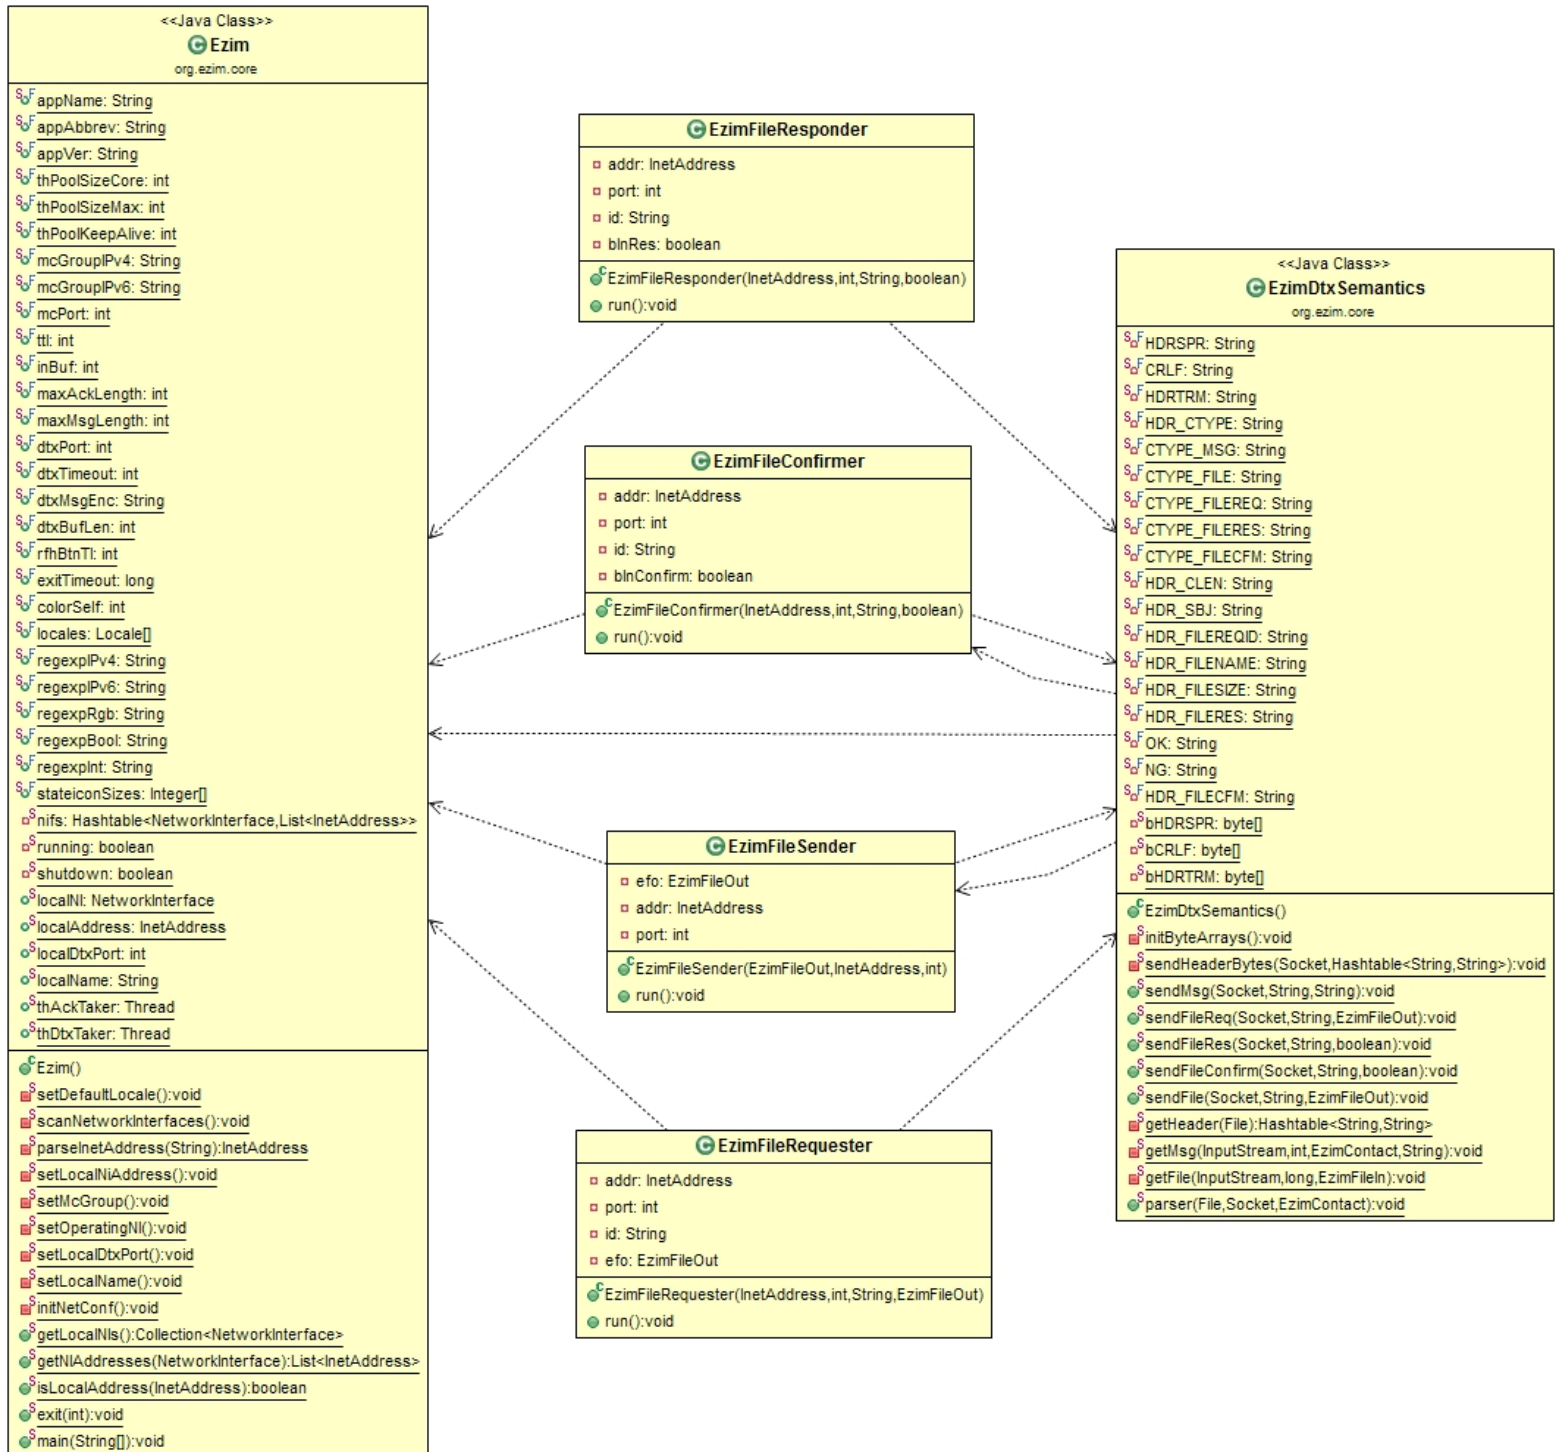 <<Java Class>>
Ezim
org.ezim.core
appName: String
appAbbrev: String
appVer: String
thPoolSizeCore: int
thPoolSizeMax: int
thPoolKeepAlive: int
mcGroupIPv4: String
mcGroupIPv6: String
mcPort: int
ttl: int
inBuf: int
maxAckLength: int
maxMsgLength: int
dtxPort: int
dtxTimeout: int
dtxMsgEnc: String
dtxBufLen: int
rfhBtnTI: int
exitTimeout: long
colorSelf: int
locales: Locale[]
regexpIPv4: String
regexpIPv6: String
regexpRgb: String
regexpBool: String
regexpInt: String
stateiconSizes: Integer[]
nifs: Hashtable<NetworkInterface,List<InetAddress>>
running: boolean
shutdown: boolean
localNI: NetworkInterface
localAddress: InetAddress
localDtxPort: int
localName: String
thAckTaker: Thread
thDtxTaker: Thread
Ezim()
setDefaultLocale():void
scanNetworkInterfaces():void
parseInetAddress(String):InetAddress
setLocalNiAddress():void
setMcGroup():void
setOperatingNI():void
setLocalDtxPort():void
setLocalName():void
initNetConf():void
getLocalNIs():Collection<NetworkInterface>
getNIAddresses(NetworkInterface):List<InetAddress>
isLocalAddress(InetAddress):boolean
exit(int):void
main(String[]):void
EzimFileResponder
addr: InetAddress
port: int
id: String
blnRes: boolean
EzimFileResponder(InetAddress,int,String,boolean)
run():void
EzimFileConfirmer
addr: InetAddress
port: int
id: String
blnConfirm: boolean
EzimFileConfirmer(InetAddress,int,String,boolean)
run():void
EzimFileSender
efo: EzimFileOut
addr: InetAddress
port: int
EzimFileSender(EzimFileOut,InetAddress,int)
run():void
EzimFileRequester
addr: InetAddress
port: int
id: String
efo: EzimFileOut
EzimFileRequester(InetAddress,int,String,EzimFileOut)
run():void
<<Java Class>>
EzimDtxSemantics
org.ezim.core
HDRSPR: String
CRLF: String
HDRTRM: String
HDR_CTYPE: String
CTYPE_MSG: String
CTYPE_FILE: String
CTYPE_FILEREQ: String
CTYPE_FILERES: String
CTYPE_FILECFM: String
HDR_CLEN: String
HDR_SBJ: String
HDR_FILEREQID: String
HDR_FILENAME: String
HDR_FILESIZE: String
HDR_FILERES: String
OK: String
NG: String
HDR_FILECFM: String
bHDRSPR: byte[]
bCRLF: byte[]
bHDRTRM: byte[]
EzimDtxSemantics()
initByteArrays():void
sendHeaderBytes(Socket,Hashtable<String,String>):void
sendMsg(Socket,String,String):void
sendFileReq(Socket,String,EzimFileOut):void
sendFileRes(Socket,String,boolean):void
sendFileConfirm(Socket,String,boolean):void
sendFile(Socket,String,EzimFileOut):void
getHeader(File):Hashtable<String,String>
getMsg(InputStream,int,EzimContact,String):void
getFile(InputStream,long,EzimFileIn):void
parser(File,Socket,EzimContact):void